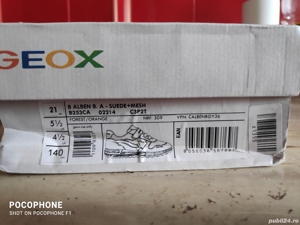 GEOX
21
5½
4½
140
B ALBEN B. A - SUEDE+MESH
B253CA 02214 C3P2T
FOREST/ORANGE
EAN
POCOPHONE
SHOT ON POCOPHONE F1
publi24.ro